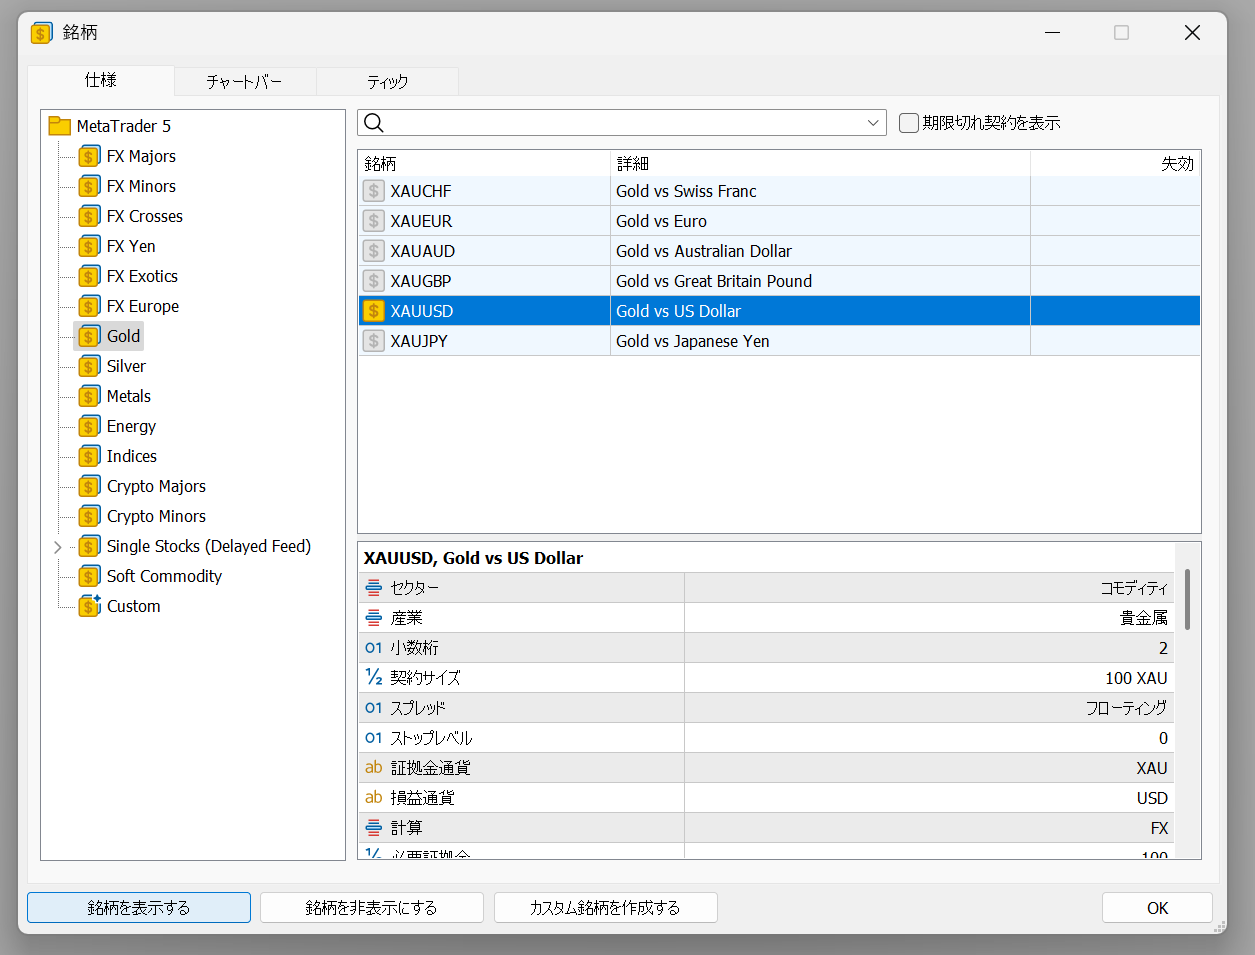 銘柄
仕様
チャートバー
ティック
MetaTrader 5
FX Majors
FX Minors
FX Crosses
FX Yen
FX Exotics
FX Europe
Gold
Silver
Metals
Energy
Indices
Crypto Majors
Crypto Minors
Single Stocks (Delayed Feed)
Soft Commodity
Custom
期限切れ契約を表示
銘柄 詳細 失効
XAUCHF Gold vs Swiss Franc
XAUEUR Gold vs Euro
XAUAUD Gold vs Australian Dollar
XAUGBP Gold vs Great Britain Pound
XAUUSD Gold vs US Dollar
XAUJPY Gold vs Japanese Yen
XAUUSD, Gold vs US Dollar
セクター コモディティ
産業 貴金属
01 小数桁 2
½ 契約サイズ 100 XAU
01 スプレッド フローティング
01 ストップレベル 0
ab 証拠金通貨 XAU
ab 損益通貨 USD
計算 FX
½ 必要証拠金 100
銘柄を表示する
銘柄を非表示にする
カスタム銘柄を作成する
OK